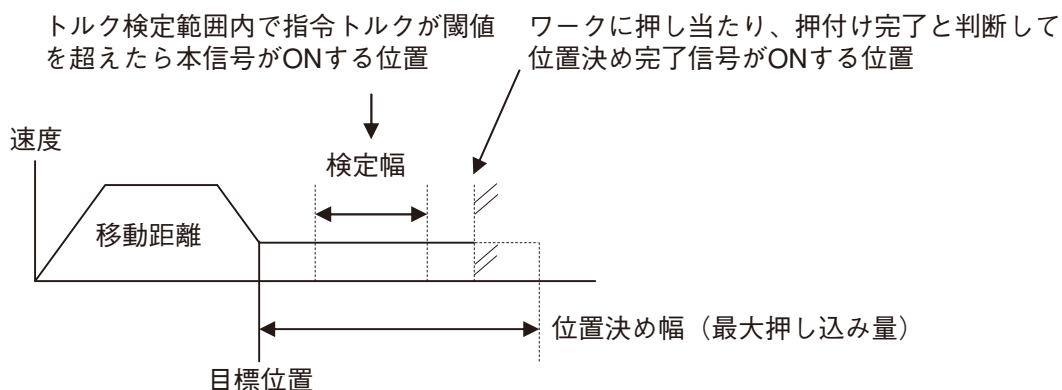 トルク検定範囲内で指令トルクが閾値
を超えたら本信号がONする位置
ワークに押し当たり、押付け完了と判断して
位置決め完了信号がONする位置
速度
検定幅
移動距離
位置決め幅（最大押し込み量）
目標位置